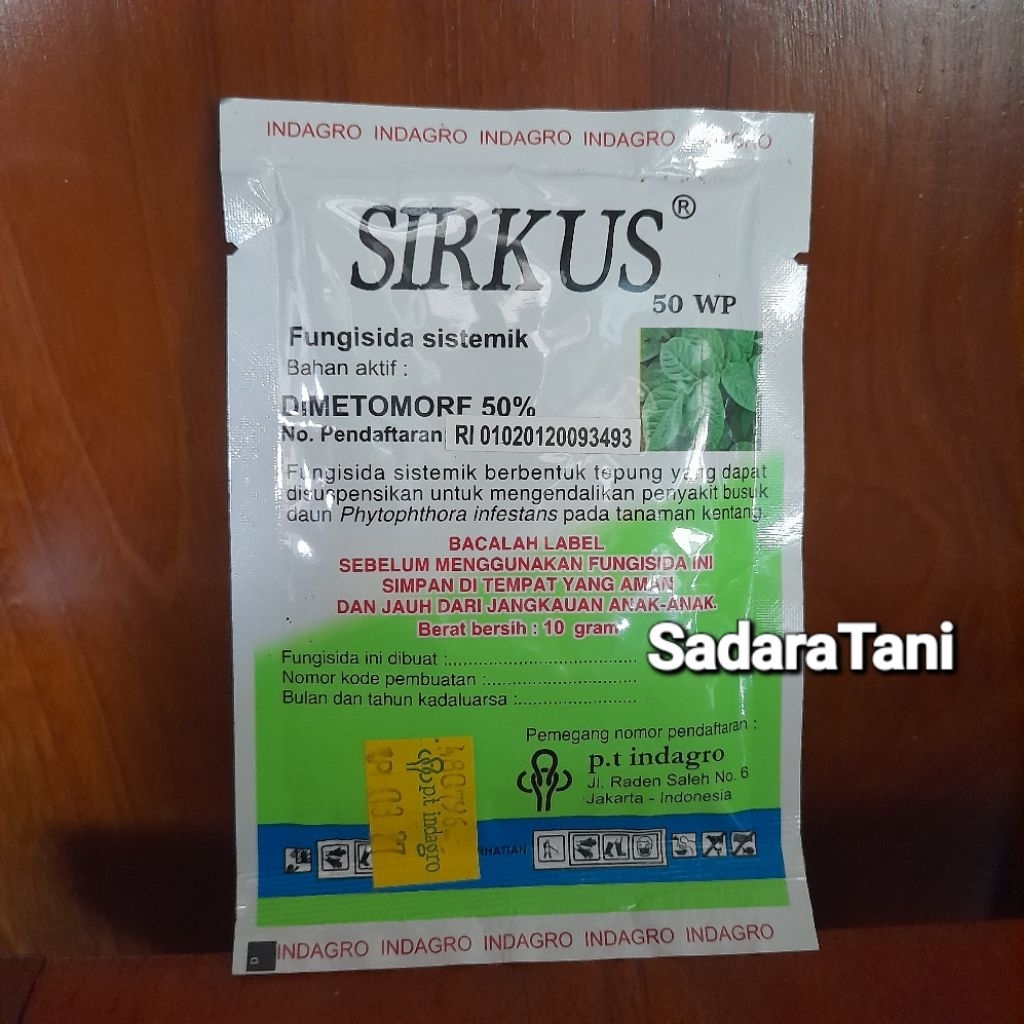 INDAGRO INDAGRO INDAGRO INDAGRO INDAGRO
SIRKUS®
50 WP
Fungisida sistemik
Bahan aktif :
DIMETOMORF 50%
No. Pendaftaran RI 01020120093493
Fungisida sistemik berbentuk tepung yang dapat
disuspensikan untuk mengendalikan penyakit busuk
daun Phytophthora infestans pada tanaman kentang.
BACALAH LABEL
SEBELUM MENGGUNAKAN FUNGISIDA INI
SIMPAN DI TEMPAT YANG AMAN
DAN JAUH DARI JANGKAUAN ANAK-ANAK.
Berat bersih : 10 gram
SadaraTani
Fungisida ini dibuat :
Nomor kode pembuatan :
Bulan dan tahun kadaluarsa :
Pemegang nomor pendaftaran :
p.t indagro
Jl. Raden Saleh No. 6
Jakarta - Indonesia
p.t indagro
03
RHATIAN
INDAGRO INDAGRO INDAGRO INDAGRO INDAGRO